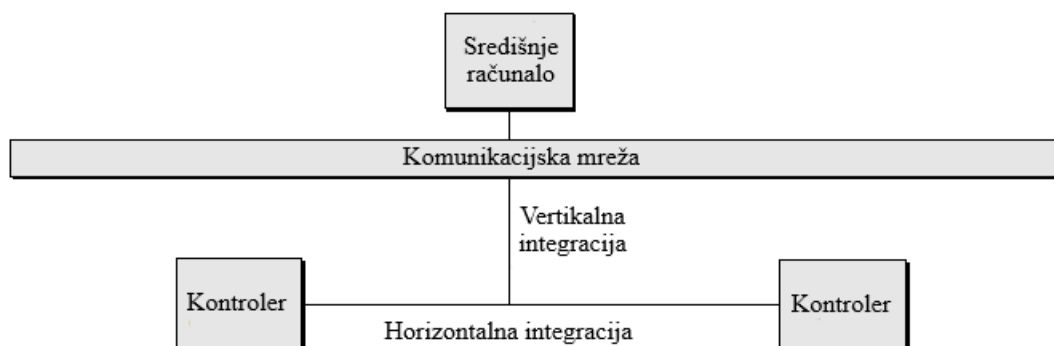 Središnje
računalo
Komunikacijska mreža
Vertikalna
integracija
Kontroler
Kontroler
Horizontalna integracija